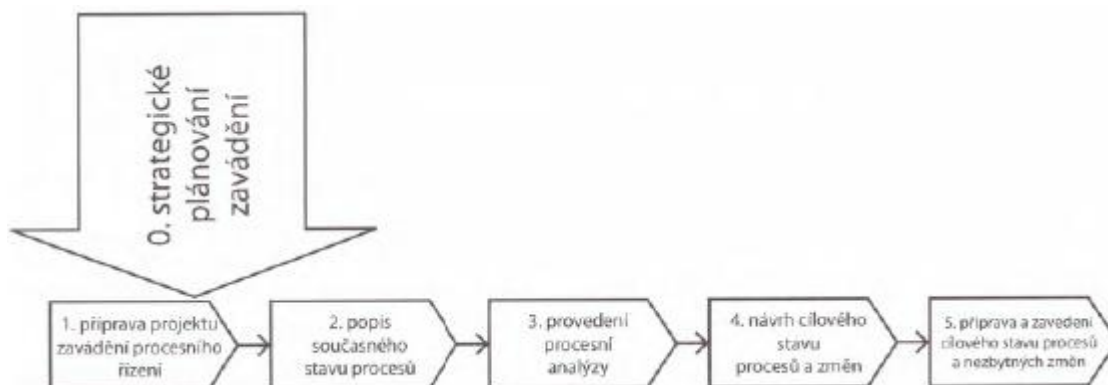 0. strategické
plánování
zavádění
1. příprava projektu
zavádění procesního
řízení
2. popis
současného
stavu procesů
3. provedení
procesní
analýzy
4. návrh cílového
stavu
procesů a změn
5. příprava a zavedení
cílového stavu procesů
a nezbytných změn